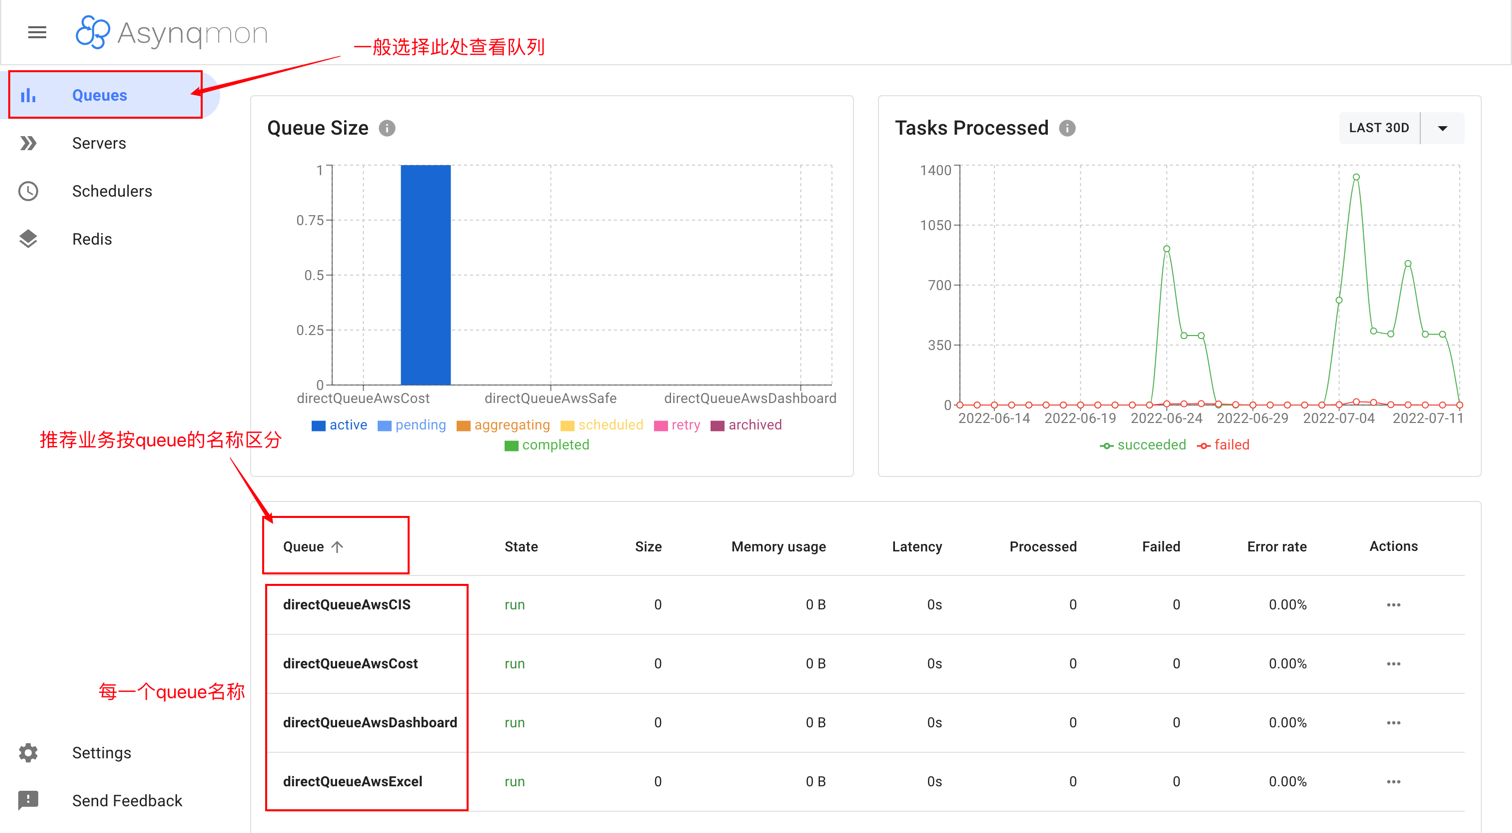 Asynqmon
一般选择此处查看队列
Queues
Servers
Schedulers
Redis
Queue Size
1
0.75
0.5
0.25
0
directQueueAwsCost directQueueAwsSafe directQueueAwsDashboard
active pending aggregating scheduled retry archived
completed
Tasks Processed
LAST 30D
1400
1050
700
350
0
2022-06-14 2022-06-19 2022-06-24 2022-06-29 2022-07-04 2022-07-11
succeeded failed
推荐业务按queue的名称区分
Queue State Size Memory usage Latency Processed Failed Error rate Actions
directQueueAwsCIS run 0 0 B 0s 0 0 0.00%
directQueueAwsCost run 0 0 B 0s 0 0 0.00%
每一个queue名称
directQueueAwsDashboard run 0 0 B 0s 0 0 0.00%
directQueueAwsExcel run 0 0 B 0s 0 0 0.00%
Settings
Send Feedback